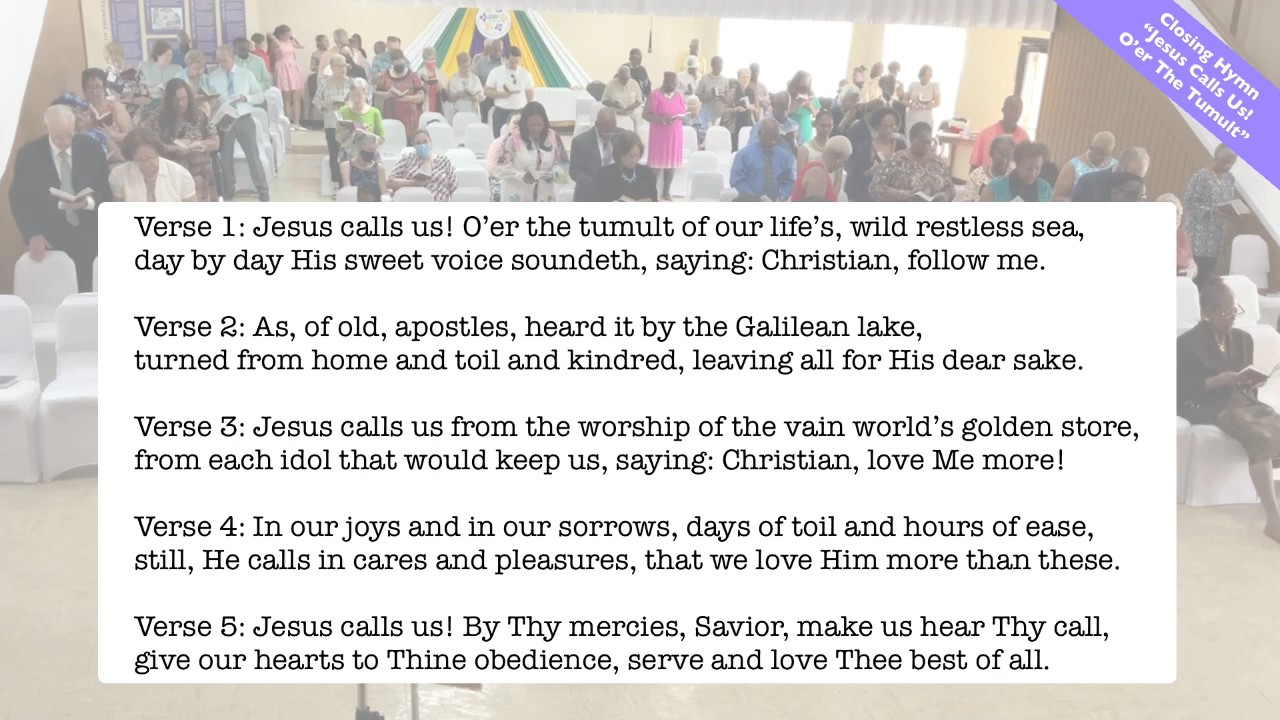 Closing Hymn
“Jesus Calls Us!
O’er The Tumult”
Verse 1: Jesus calls us! O’er the tumult of our life’s, wild restless sea,
day by day His sweet voice soundeth, saying: Christian, follow me.
Verse 2: As, of old, apostles, heard it by the Galilean lake,
turned from home and toil and kindred, leaving all for His dear sake.
Verse 3: Jesus calls us from the worship of the vain world’s golden store,
from each idol that would keep us, saying: Christian, love Me more!
Verse 4: In our joys and in our sorrows, days of toil and hours of ease,
still, He calls in cares and pleasures, that we love Him more than these.
Verse 5: Jesus calls us! By Thy mercies, Savior, make us hear Thy call,
give our hearts to Thine obedience, serve and love Thee best of all.